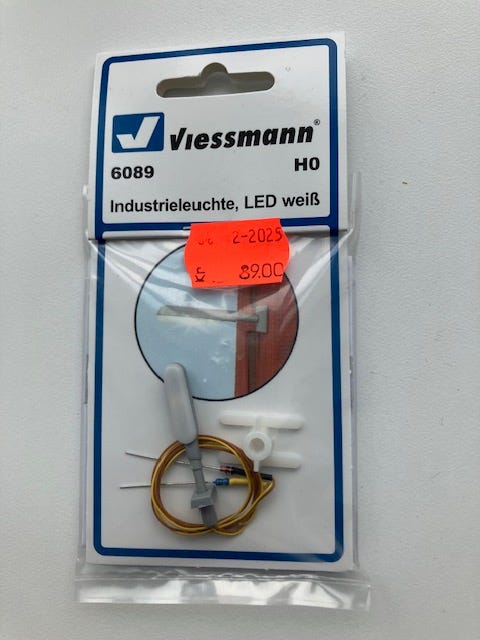 Viessmann®
6089 H0
Industrieleuchte, LED weiß
2-2025
89.00